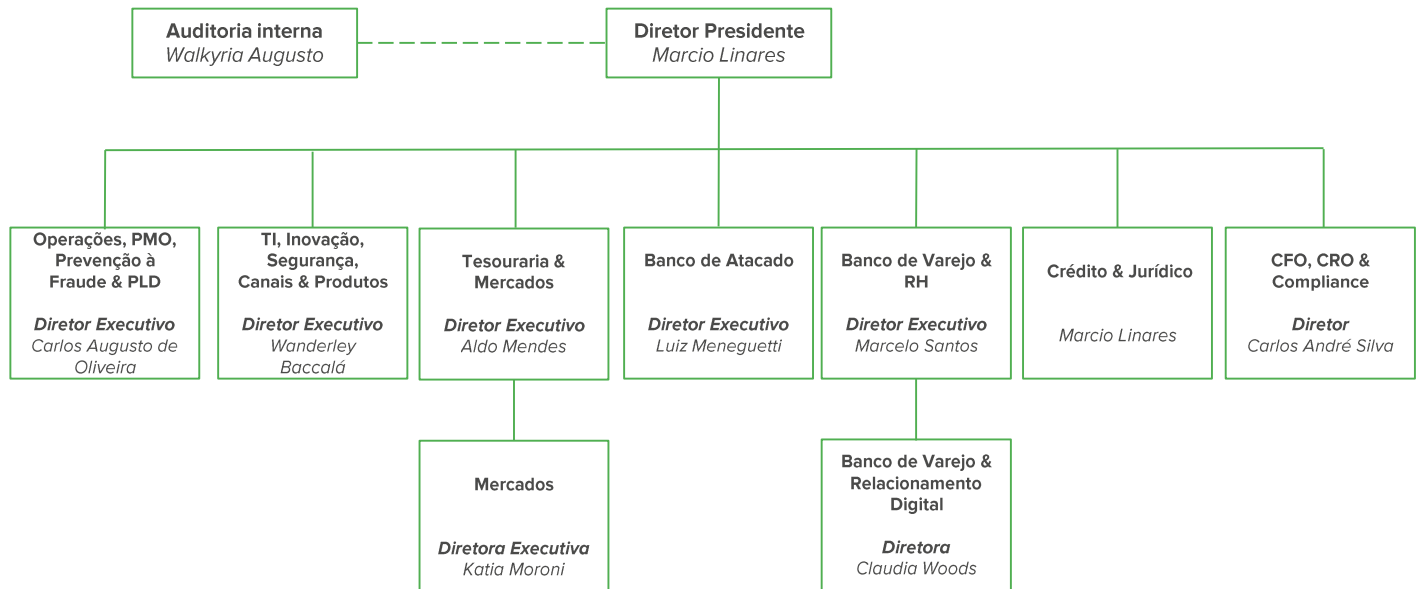 Auditoria interna
Walkyria Augusto
Diretor Presidente
Marcio Linares
Operações, PMO,
Prevenção à
Fraude & PLD
Diretor Executivo
Carlos Augusto de
Oliveira
TI, Inovação,
Segurança,
Canais & Produtos
Diretor Executivo
Wanderley
Baccalá
Tesouraria &
Mercados
Diretor Executivo
Aldo Mendes
Banco de Atacado
Diretor Executivo
Luiz Meneguetti
Banco de Varejo &
RH
Diretor Executivo
Marcelo Santos
Crédito & Jurídico
Marcio Linares
CFO, CRO &
Compliance
Diretor
Carlos André Silva
Mercados
Diretora Executiva
Katia Moroni
Banco de Varejo &
Relacionamento
Digital
Diretora
Claudia Woods